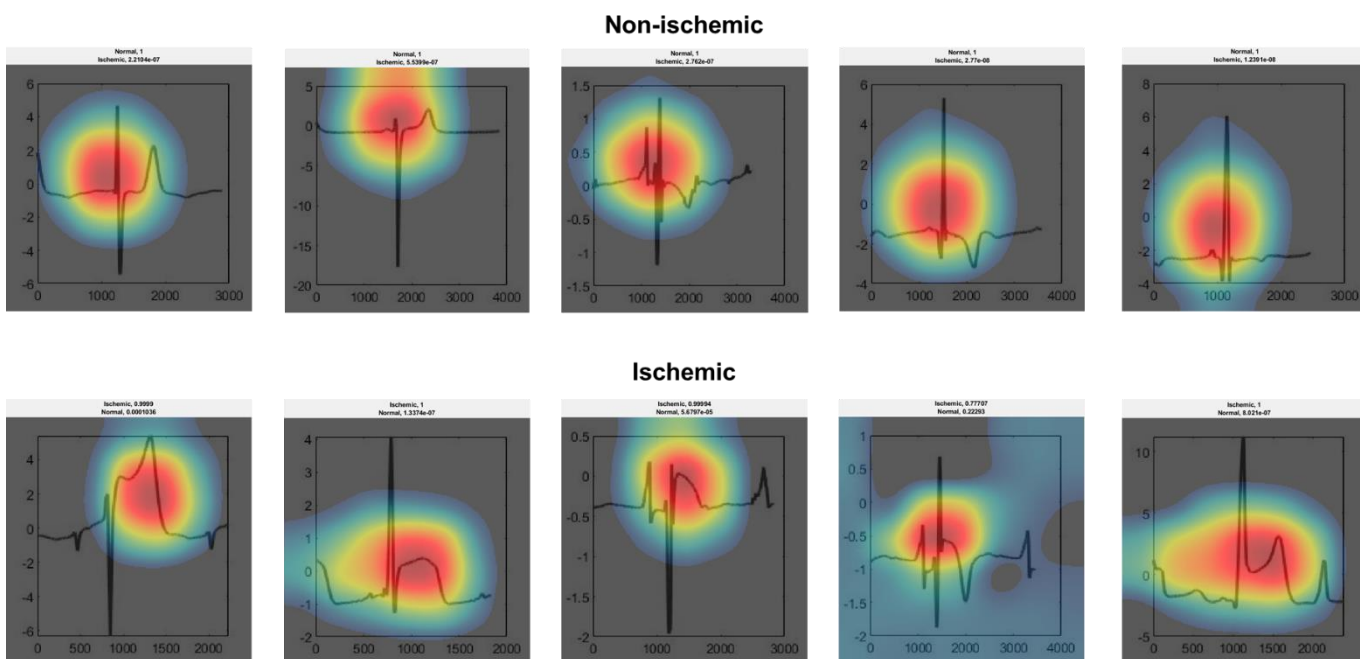 Non-ischemic
Normal, 1
Ischemic, 2.2194e-07
6
4
2
0
-2
-4
-6
0 1000 2000 3000
Normal, 1
Ischemic, 5.5399e-07
5
0
-5
-10
-15
-20
0 1000 2000 3000 4000
Normal, 1
Ischemic, 2.762e-07
1.5
1
0.5
0
-0.5
-1
-1.5
0 1000 2000 3000 4000
Normal, 1
Ischemic, 2.77e-08
6
4
2
0
-2
-4
0 1000 2000 3000 4000
Normal, 1
Ischemic, 1.2391e-08
8
6
4
2
0
-2
-4
0 1000 2000 3000
Ischemic
Ischemic, 0.9999
Normal, 0.0001036
4
2
0
-2
-4
-6
0 500 1000 1500 2000
Ischemic, 1
Normal, 1.3374e-07
4
3
2
1
0
-1
-2
0 500 1000 1500 2000
Ischemic, 0.99994
Normal, 5.6797e-05
0.5
0
-0.5
-1
-1.5
-2
0 1000 2000 3000
Ischemic, 0.77707
Normal, 0.22293
1
0.5
0
-0.5
-1
-1.5
-2
0 1000 2000 3000 4000
Ischemic, 1
Normal, 8.021e-07
10
5
0
-5
0 500 1000 1500 2000